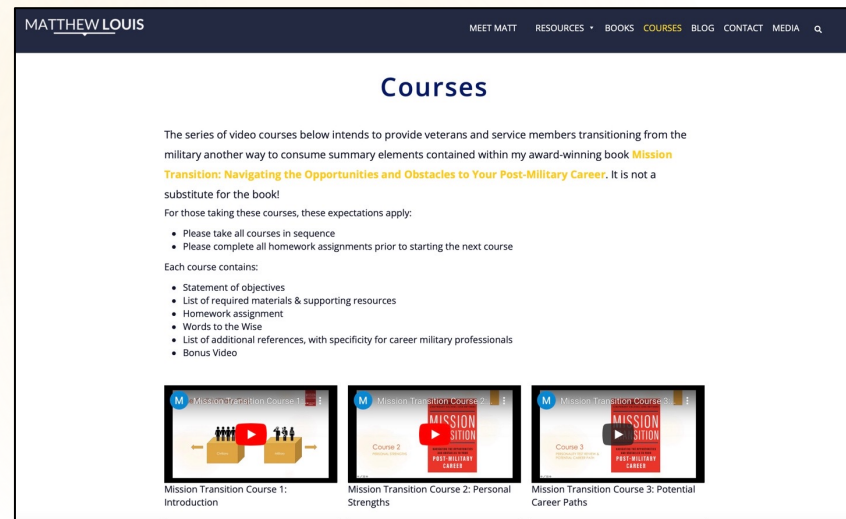 MATTHEW LOUIS
MEET MATT RESOURCES BOOKS COURSES BLOG CONTACT MEDIA
Courses
The series of video courses below intends to provide veterans and service members transitioning from the
military another way to consume summary elements contained within my award-winning book Mission
Transition: Navigating the Opportunities and Obstacles to Your Post-Military Career. It is not a
substitute for the book!
For those taking these courses, these expectations apply:
• Please take all courses in sequence
• Please complete all homework assignments prior to starting the next course
Each course contains:
• Statement of objectives
• List of required materials & supporting resources
• Homework assignment
• Words to the Wise
• List of additional references, with specificity for career military professionals
• Bonus Video
M Mission Transition Course 1
M Mission Transition Course 2:
MISSION
Course 2
PERSONAL STRENGTHS
POST-MILITARY
CAREER
M Mission Transition Course 3:
MISSION
Course 3
POST-MILITARY
CAREER
Mission Transition Course 1:
Introduction
Mission Transition Course 2: Personal
Strengths
Mission Transition Course 3: Potential
Career Paths